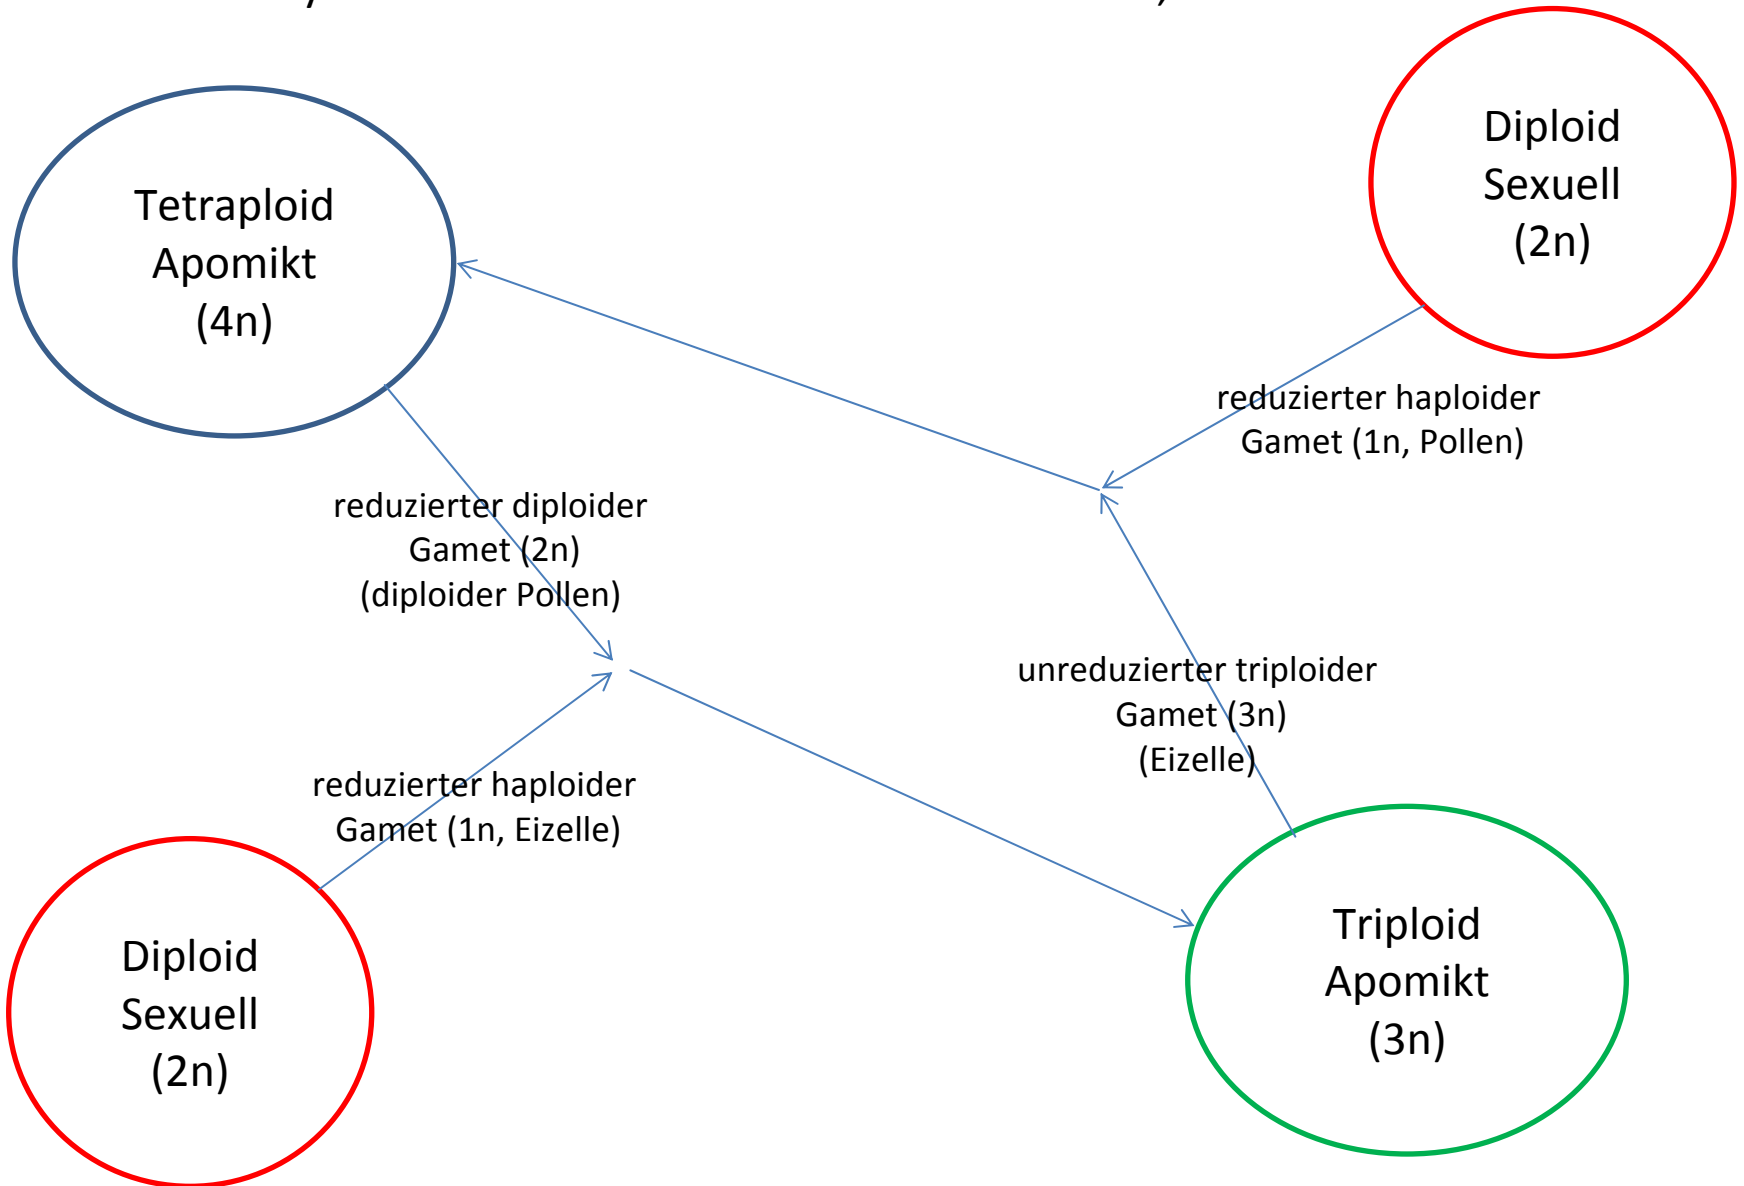 Diploid
Sexuell
(2n)
Tetraploid
Apomikt
(4n)
reduzierter haploider
Gamet (1n, Pollen)
reduzierter diploider
Gamet (2n)
(diploider Pollen)
unreduzierter triploider
Gamet (3n)
(Eizelle)
reduzierter haploider
Gamet (1n, Eizelle)
Triploid
Apomikt
(3n)
Diploid
Sexuell
(2n)